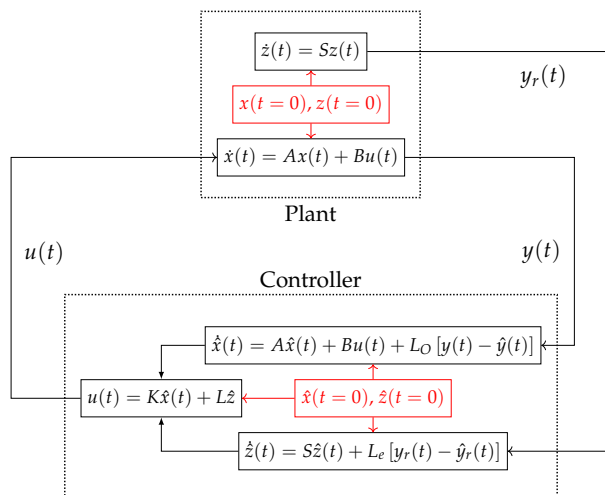 ż(t) = Sz(t)
y_r(t)
x(t = 0), z(t = 0)
ẋ(t) = Ax(t) + Bu(t)
Plant
u(t)
y(t)
Controller
x̂̇(t) = Ax̂(t) + Bu(t) + L_O [y(t) − ŷ(t)]
u(t) = Kx̂(t) + Lẑ
x̂(t = 0), ẑ(t = 0)
ẑ̇(t) = Sẑ(t) + L_e [y_r(t) − ŷ_r(t)]